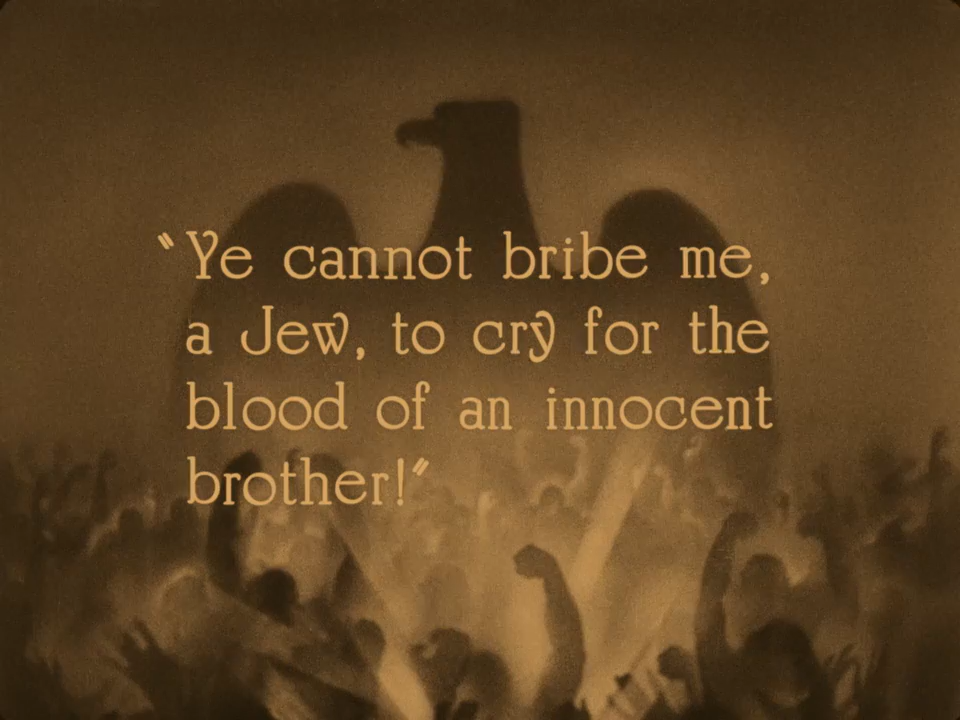 “Ye cannot bribe me,
a Jew, to cry for the
blood of an innocent
brother!”